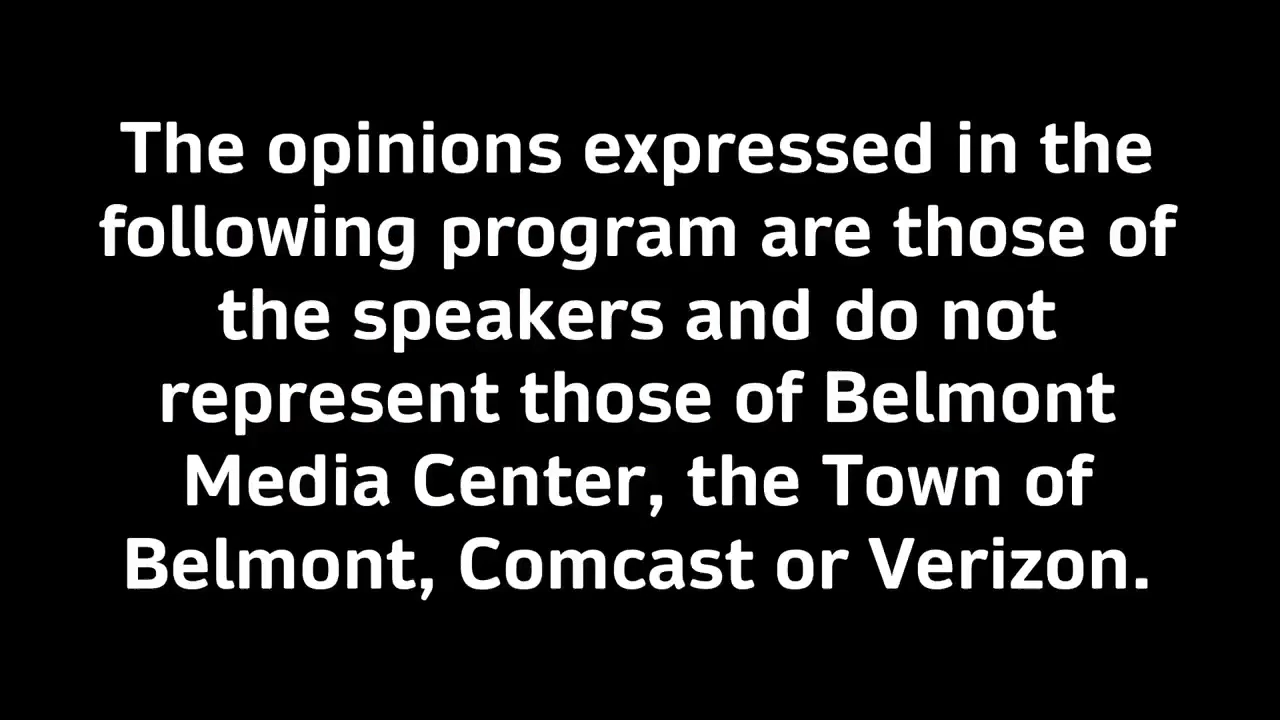 The opinions expressed in the
following program are those of
the speakers and do not
represent those of Belmont
Media Center, the Town of
Belmont, Comcast or Verizon.